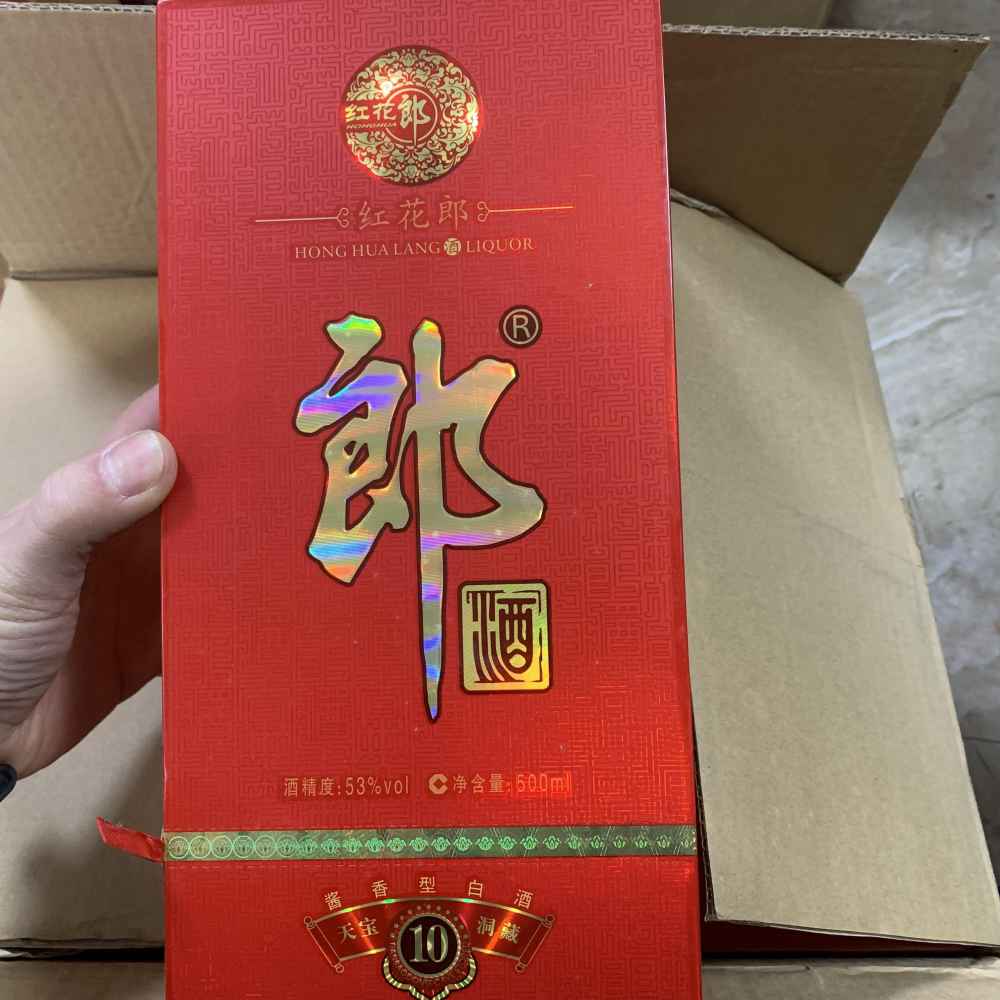 红花郎
HONGHUA
红花郎
HONG HUA LANG 酒 LIQUOR
郎®
酒
酒精度:53%vol 净含量:500ml
酱香型白酒
天宝 10 洞藏